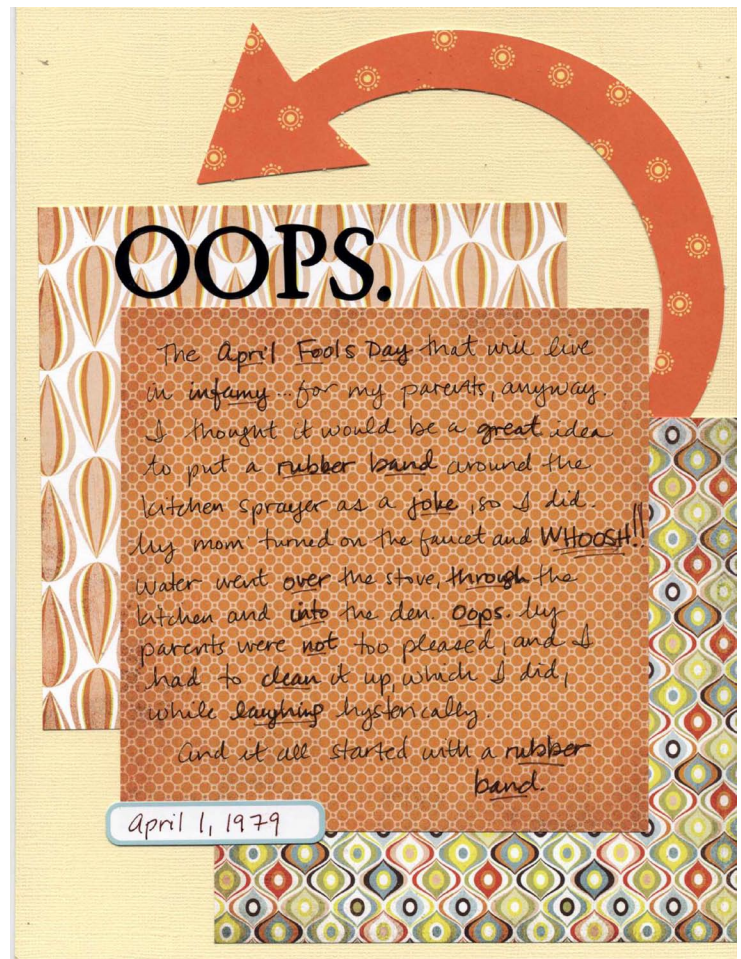 OOPS.
The April Fools Day that will live
in infamy... for my parents, anyway.
I thought it would be a great idea
to put a rubber band around the
kitchen sprayer as a joke, so I did.
My mom turned on the faucet and WHOOSH!!
Water went over the stove, through the
kitchen and into the den. Oops. My
parents were not too pleased, and I
had to clean it up, which I did,
while laughing hysterically.
And it all started with a rubber
band.
April 1, 1979